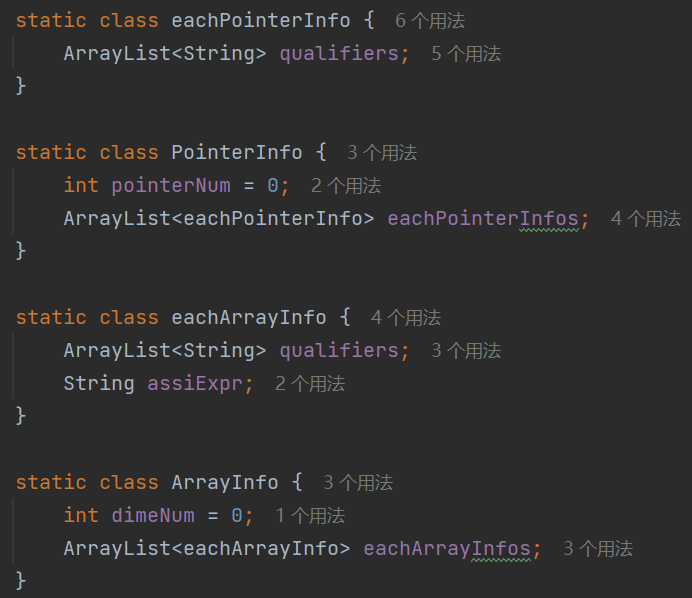 static class eachPointerInfo { 6 个用法
ArrayList<String> qualifiers; 5 个用法
}
static class PointerInfo { 3 个用法
int pointerNum = 0; 2 个用法
ArrayList<eachPointerInfo> eachPointerInfos; 4 个用法
}
static class eachArrayInfo { 4 个用法
ArrayList<String> qualifiers; 3 个用法
String assiExpr; 2 个用法
}
static class ArrayInfo { 3 个用法
int dimeNum = 0; 1 个用法
ArrayList<eachArrayInfo> eachArrayInfos; 3 个用法
}